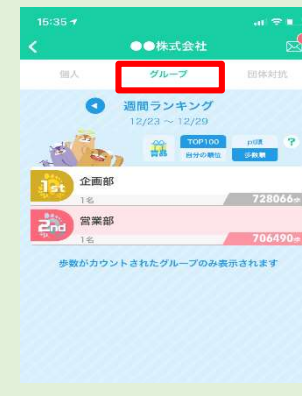 15:35
●●株式会社
個人 グループ 団体対抗
週間ランキング
12/23 ～ 12/29
TOP100 pt順 ?
自分の順位 歩数順
1st 企画部
1名 728066歩
2nd 営業部
1名 706490歩
歩数がカウントされたグループのみ表示されます